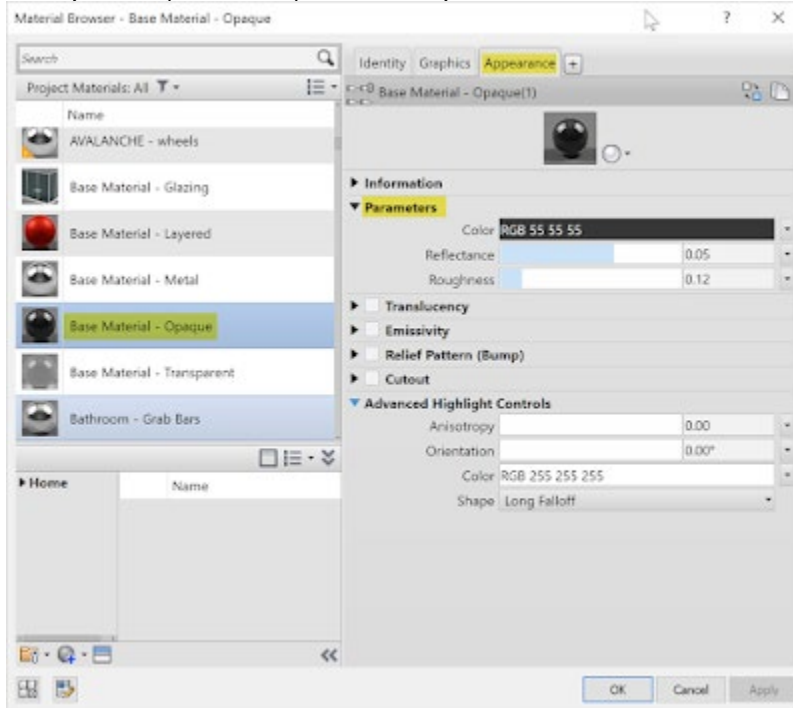 Material Browser - Base Material - Opaque
?
Search
Project Materials: All
Name
AVALANCHE - wheels
Base Material - Glazing
Base Material - Layered
Base Material - Metal
Base Material - Opaque
Base Material - Transparent
Bathroom - Grab Bars
Home
Name
Identity Graphics Appearance +
Base Material - Opaque(1)
Information
Parameters
Color RGB 55 55 55
Reflectance 0.05
Roughness 0.12
Translucency
Emissivity
Relief Pattern (Bump)
Cutout
Advanced Highlight Controls
Anisotropy 0.00
Orientation 0.00°
Color RGB 255 255 255
Shape Long Falloff
OK Cancel Apply